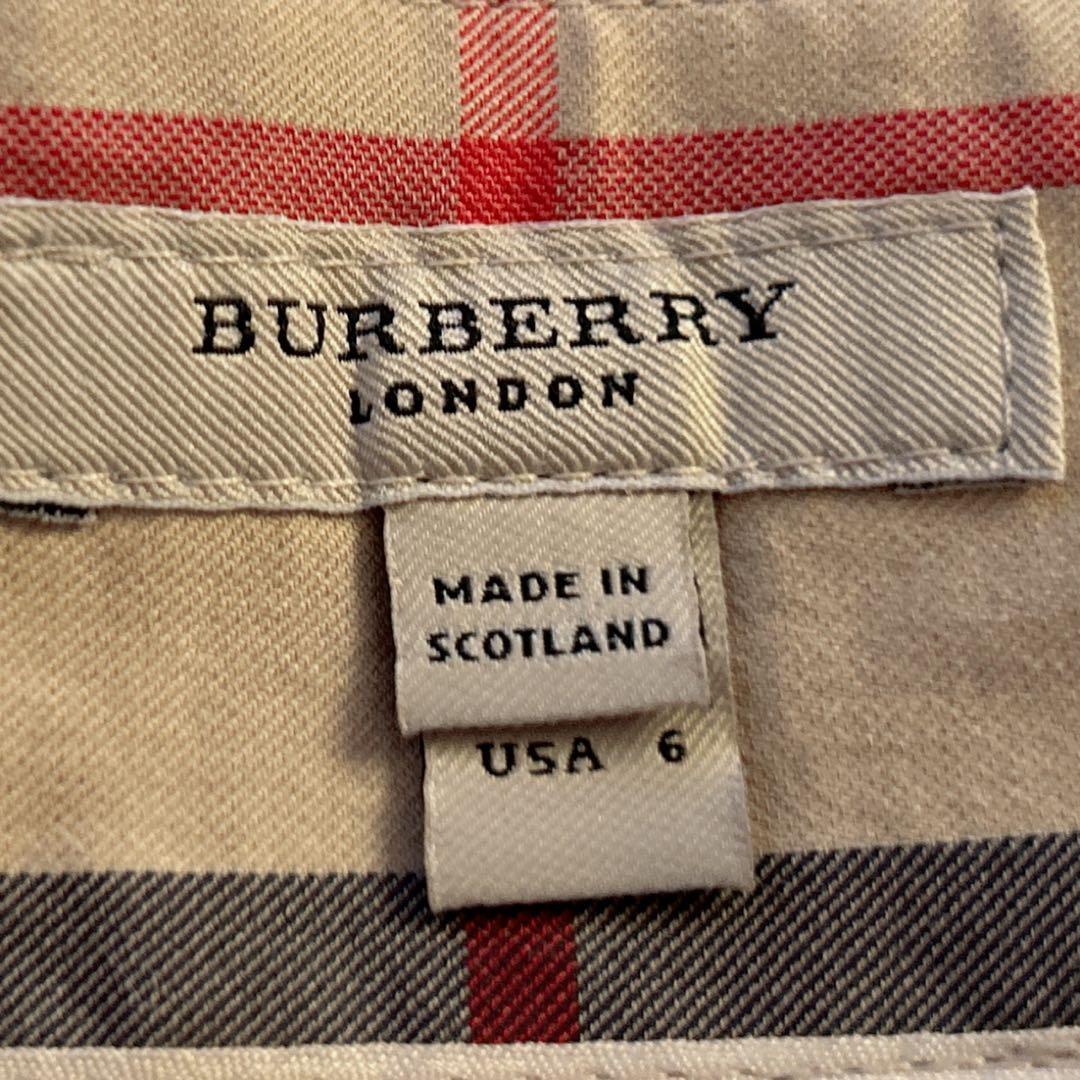 BURBERRY
LONDON
MADE IN
SCOTLAND
USA 6